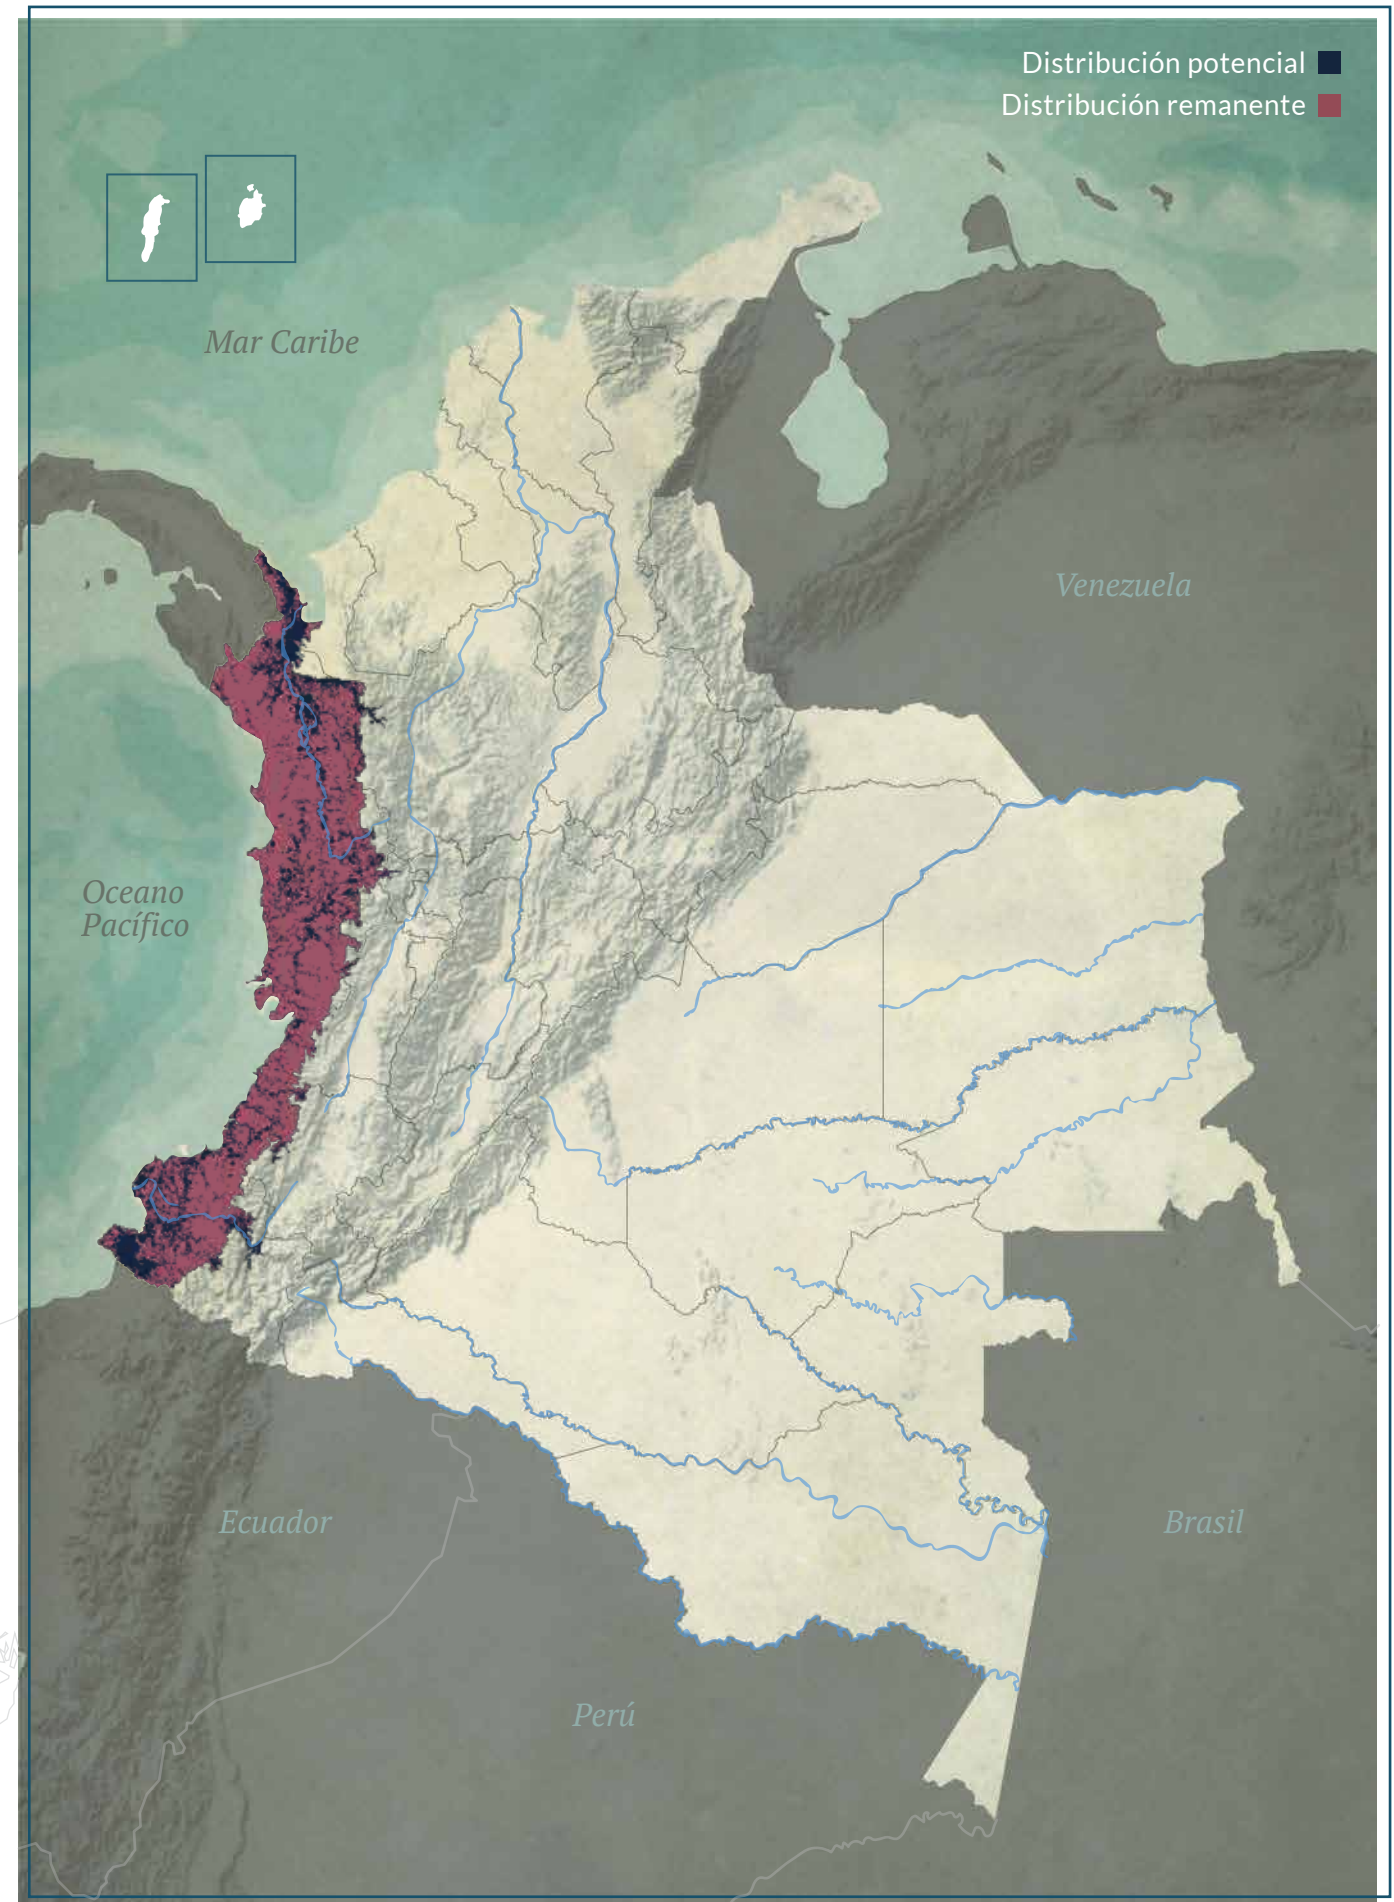 Distribución potencial
Distribución remanente
Mar Caribe
Venezuela
Oceano
Pacífico
Ecuador
Brasil
Perú